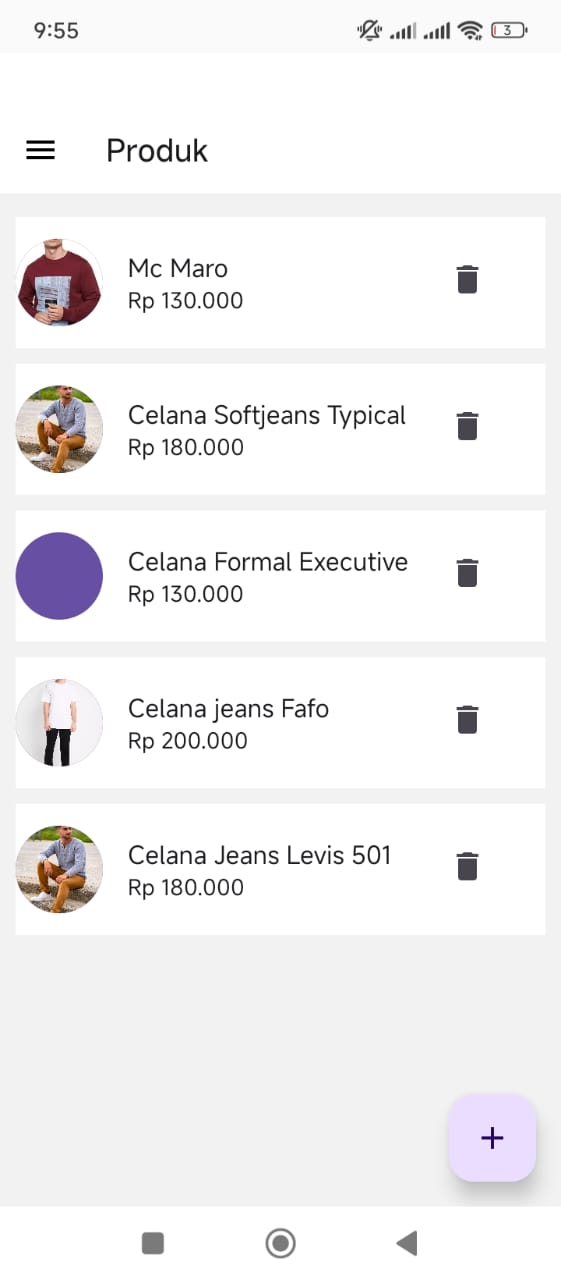 9:55
3
Produk
Mc Maro
Rp 130.000
Celana Softjeans Typical
Rp 180.000
Celana Formal Executive
Rp 130.000
Celana jeans Fafo
Rp 200.000
Celana Jeans Levis 501
Rp 180.000